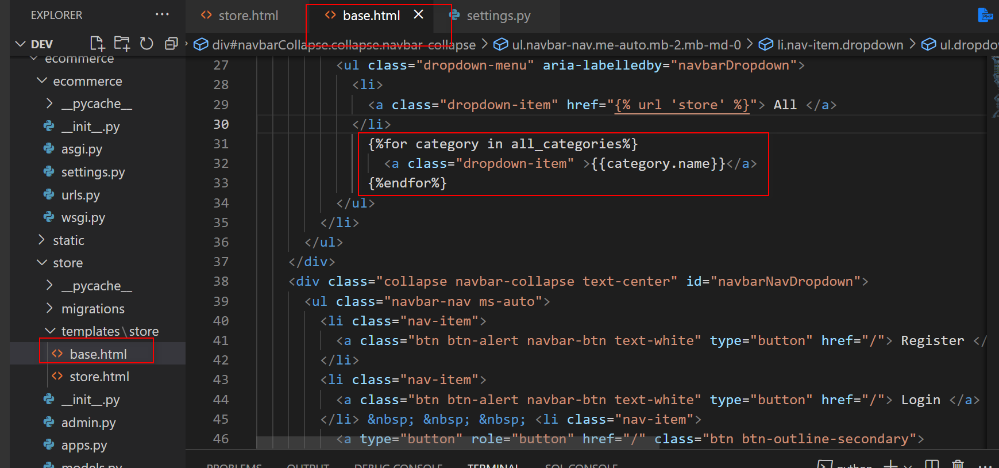 EXPLORER
DEV
ecommerce
ecommerce
__pycache__
__init__.py
asgi.py
settings.py
urls.py
wsgi.py
static
store
__pycache__
migrations
templates\store
base.html
store.html
__init__.py
admin.py
apps.py
models.py
store.html
base.html
settings.py
div#navbarCollapse.collapse.navbar-collapse > ul.navbar-nav.me-auto.mb-2.mb-md-0 > li.nav-item.dropdown > ul.dropdo
27 <ul class="dropdown-menu" aria-labelledby="navbarDropdown">
28 <li>
29 <a class="dropdown-item" href="{% url 'store' %}"> All </a>
30 </li>
31 {%for category in all_categories%}
32 <a class="dropdown-item" >{{category.name}}</a>
33 {%endfor%}
34 </ul>
35 </li>
36 </ul>
37 </div>
38 <div class="collapse navbar-collapse text-center" id="navbarNavDropdown">
39 <ul class="navbar-nav ms-auto">
40 <li class="nav-item">
41 <a class="btn btn-alert navbar-btn text-white" type="button" href="/"> Register </
42 </li>
43 <li class="nav-item">
44 <a class="btn btn-alert navbar-btn text-white" type="button" href="/"> Login </a>
45 </li> &nbsp; &nbsp; &nbsp; <li class="nav-item">
46 <a type="button" role="button" href="/" class="btn btn-outline-secondary">
PROBLEMS OUTPUT DEBUG CONSOLE TERMINAL SQL CONSOLE
python